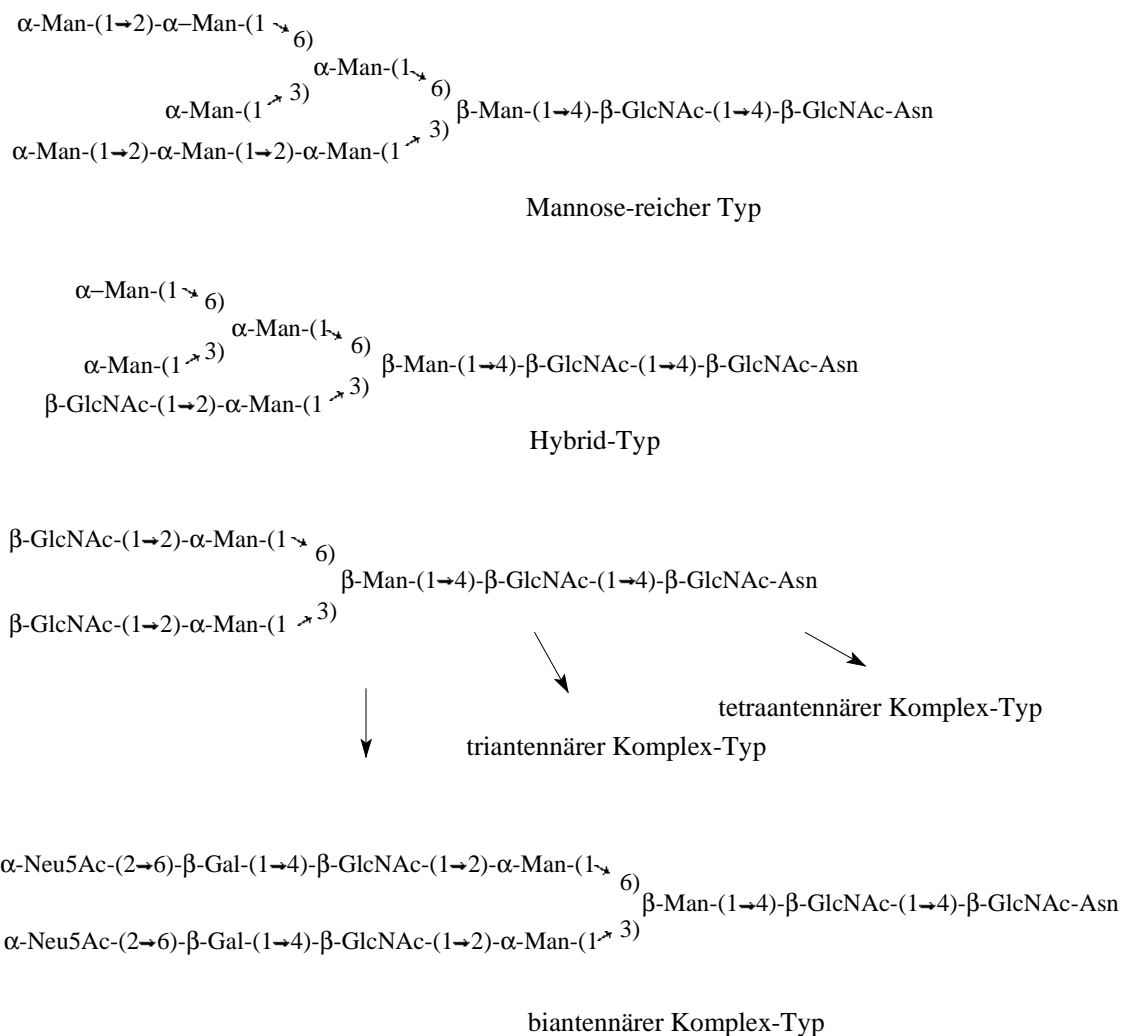 α-Man-(1→2)-α–Man-(1→
6)
α-Man-(1→
6)
α-Man-(1→ 3)
β-Man-(1→4)-β-GlcNAc-(1→4)-β-GlcNAc-Asn
α-Man-(1→2)-α-Man-(1→2)-α-Man-(1→ 3)
Mannose-reicher Typ
α–Man-(1→ 6)
α-Man-(1→
6)
α-Man-(1→ 3)
β-Man-(1→4)-β-GlcNAc-(1→4)-β-GlcNAc-Asn
β-GlcNAc-(1→2)-α-Man-(1→ 3)
Hybrid-Typ
β-GlcNAc-(1→2)-α-Man-(1→
6)
β-Man-(1→4)-β-GlcNAc-(1→4)-β-GlcNAc-Asn
β-GlcNAc-(1→2)-α-Man-(1→ 3)
tetraantennärer Komplex-Typ
triantennärer Komplex-Typ
α-Neu5Ac-(2→6)-β-Gal-(1→4)-β-GlcNAc-(1→2)-α-Man-(1→
6)
β-Man-(1→4)-β-GlcNAc-(1→4)-β-GlcNAc-Asn
α-Neu5Ac-(2→6)-β-Gal-(1→4)-β-GlcNAc-(1→2)-α-Man-(1→ 3)
biantennärer Komplex-Typ